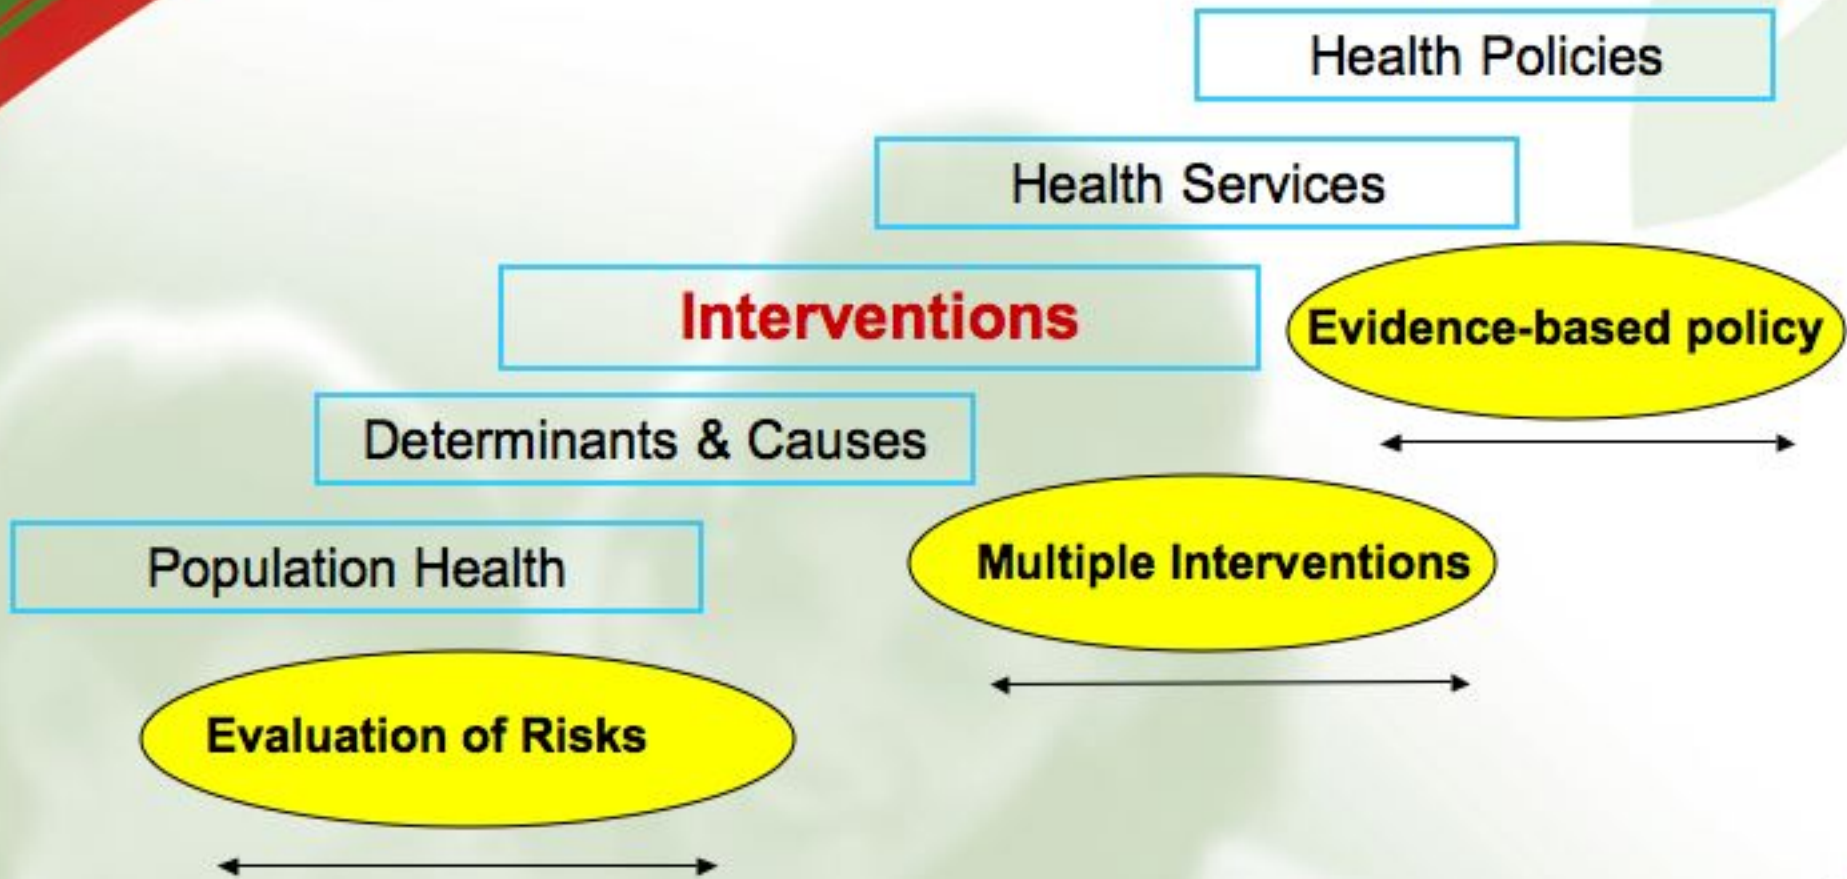 Health Policies
Health Services
Interventions
Evidence-based policy
Determinants & Causes
Multiple Interventions
Population Health
Evaluation of Risks